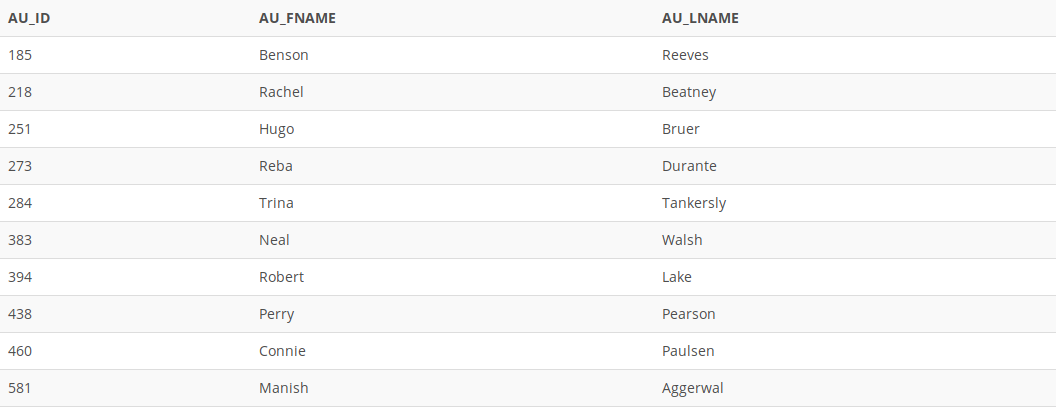 AU_ID AU_FNAME AU_LNAME
185 Benson Reeves
218 Rachel Beatney
251 Hugo Bruer
273 Reba Durante
284 Trina Tankersly
383 Neal Walsh
394 Robert Lake
438 Perry Pearson
460 Connie Paulsen
581 Manish Aggerwal